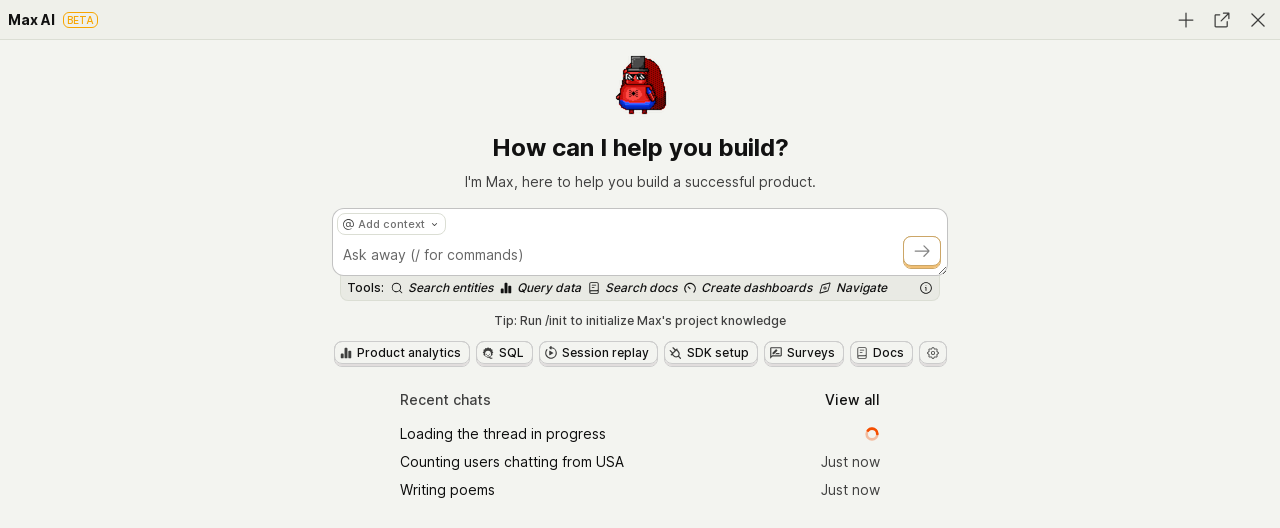 Max AI BETA
How can I help you build?
I'm Max, here to help you build a successful product.
@ Add context
Ask away (/ for commands)
Tools: Search entities Query data Search docs Create dashboards Navigate
Tip: Run /init to initialize Max's project knowledge
Product analytics SQL Session replay SDK setup Surveys Docs
Recent chats View all
Loading the thread in progress
Counting users chatting from USA Just now
Writing poems Just now